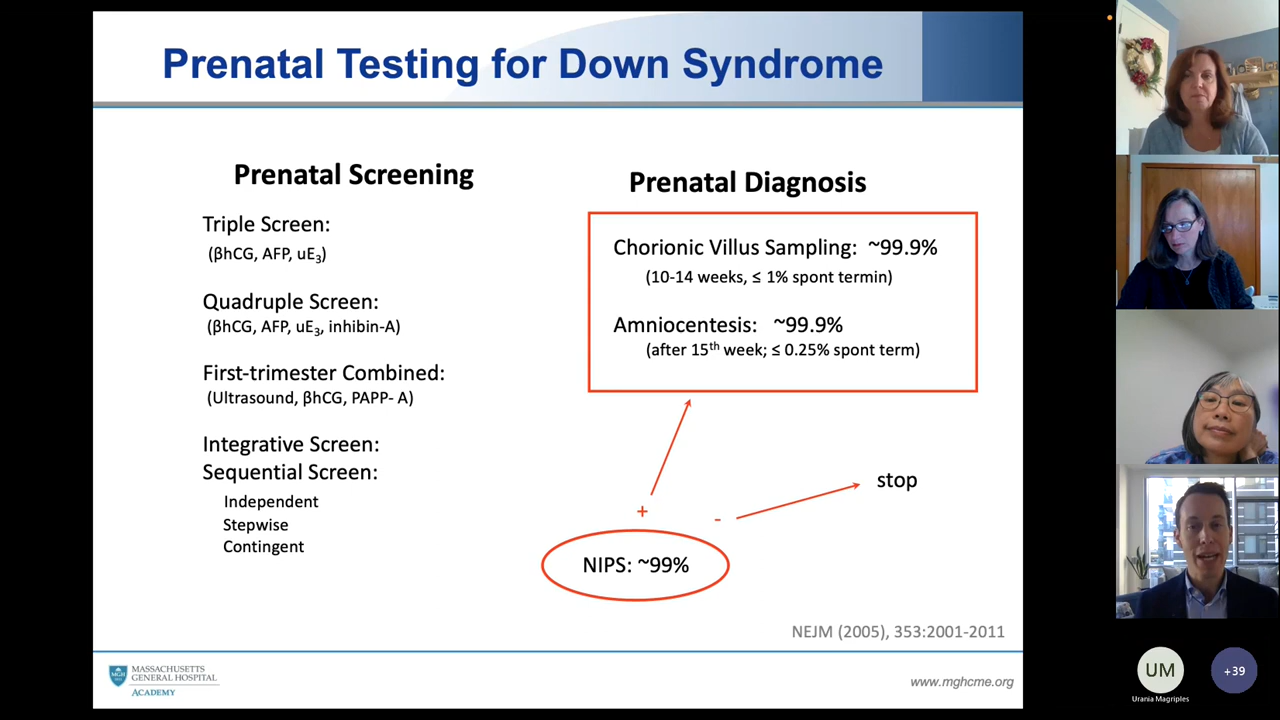 Prenatal Testing for Down Syndrome
Prenatal Screening
Triple Screen:
(βhCG, AFP, uE3)
Quadruple Screen:
(βhCG, AFP, uE3, inhibin-A)
First-trimester Combined:
(Ultrasound, βhCG, PAPP- A)
Integrative Screen:
Sequential Screen:
Independent
Stepwise
Contingent
Prenatal Diagnosis
Chorionic Villus Sampling: ~99.9%
(10-14 weeks, ≤ 1% spont termin)
Amniocentesis: ~99.9%
(after 15th week; ≤ 0.25% spont term)
+
-
stop
NIPS: ~99%
NEJM (2005), 353:2001-2011
MGH
MASSACHUSETTS
GENERAL HOSPITAL
ACADEMY
www.mghcme.org
UM
Urania Magriples
+39